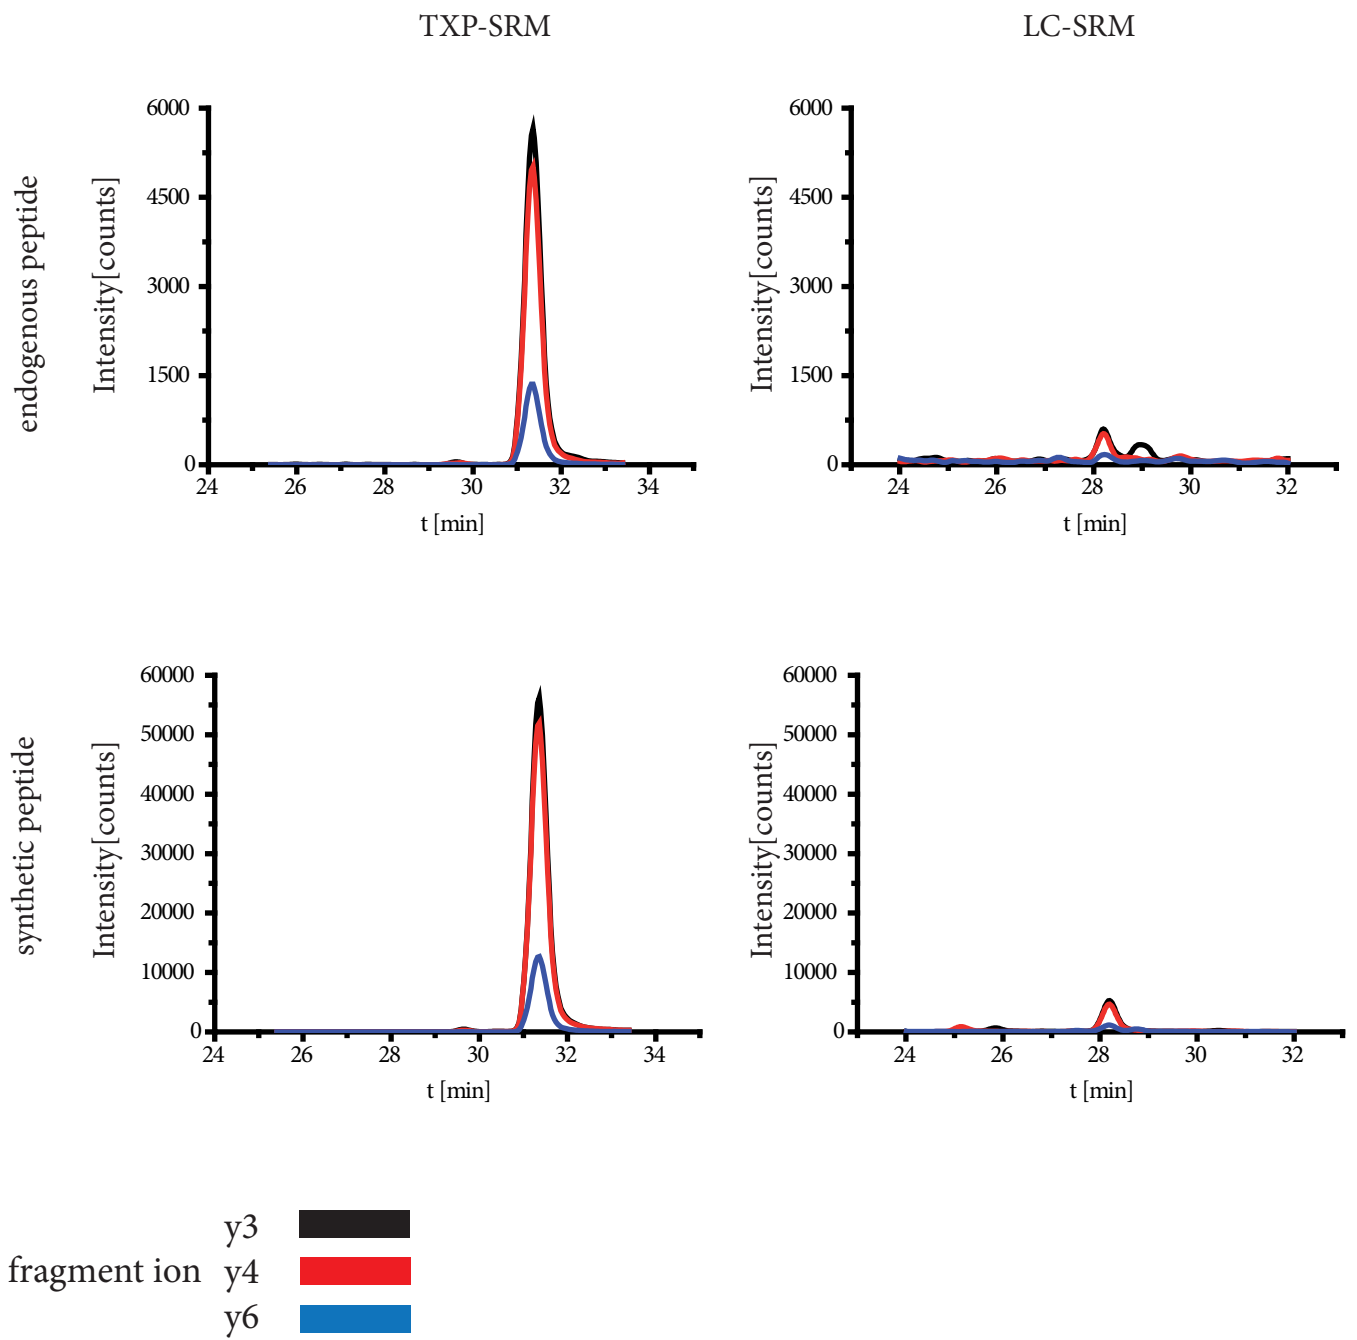 TXP-SRM LC-SRM
endogenous peptide
Intensity[counts]
6000
4500
3000
1500
0
24 26 28 30 32 34
t [min]
Intensity[counts]
6000
4500
3000
1500
0
24 26 28 30 32
t [min]
synthetic peptide
Intensity[counts]
60000
50000
40000
30000
20000
10000
0
24 26 28 30 32 34
t [min]
Intensity[counts]
60000
50000
40000
30000
20000
10000
0
24 26 28 30 32
t [min]
y3
fragment ion y4
y6